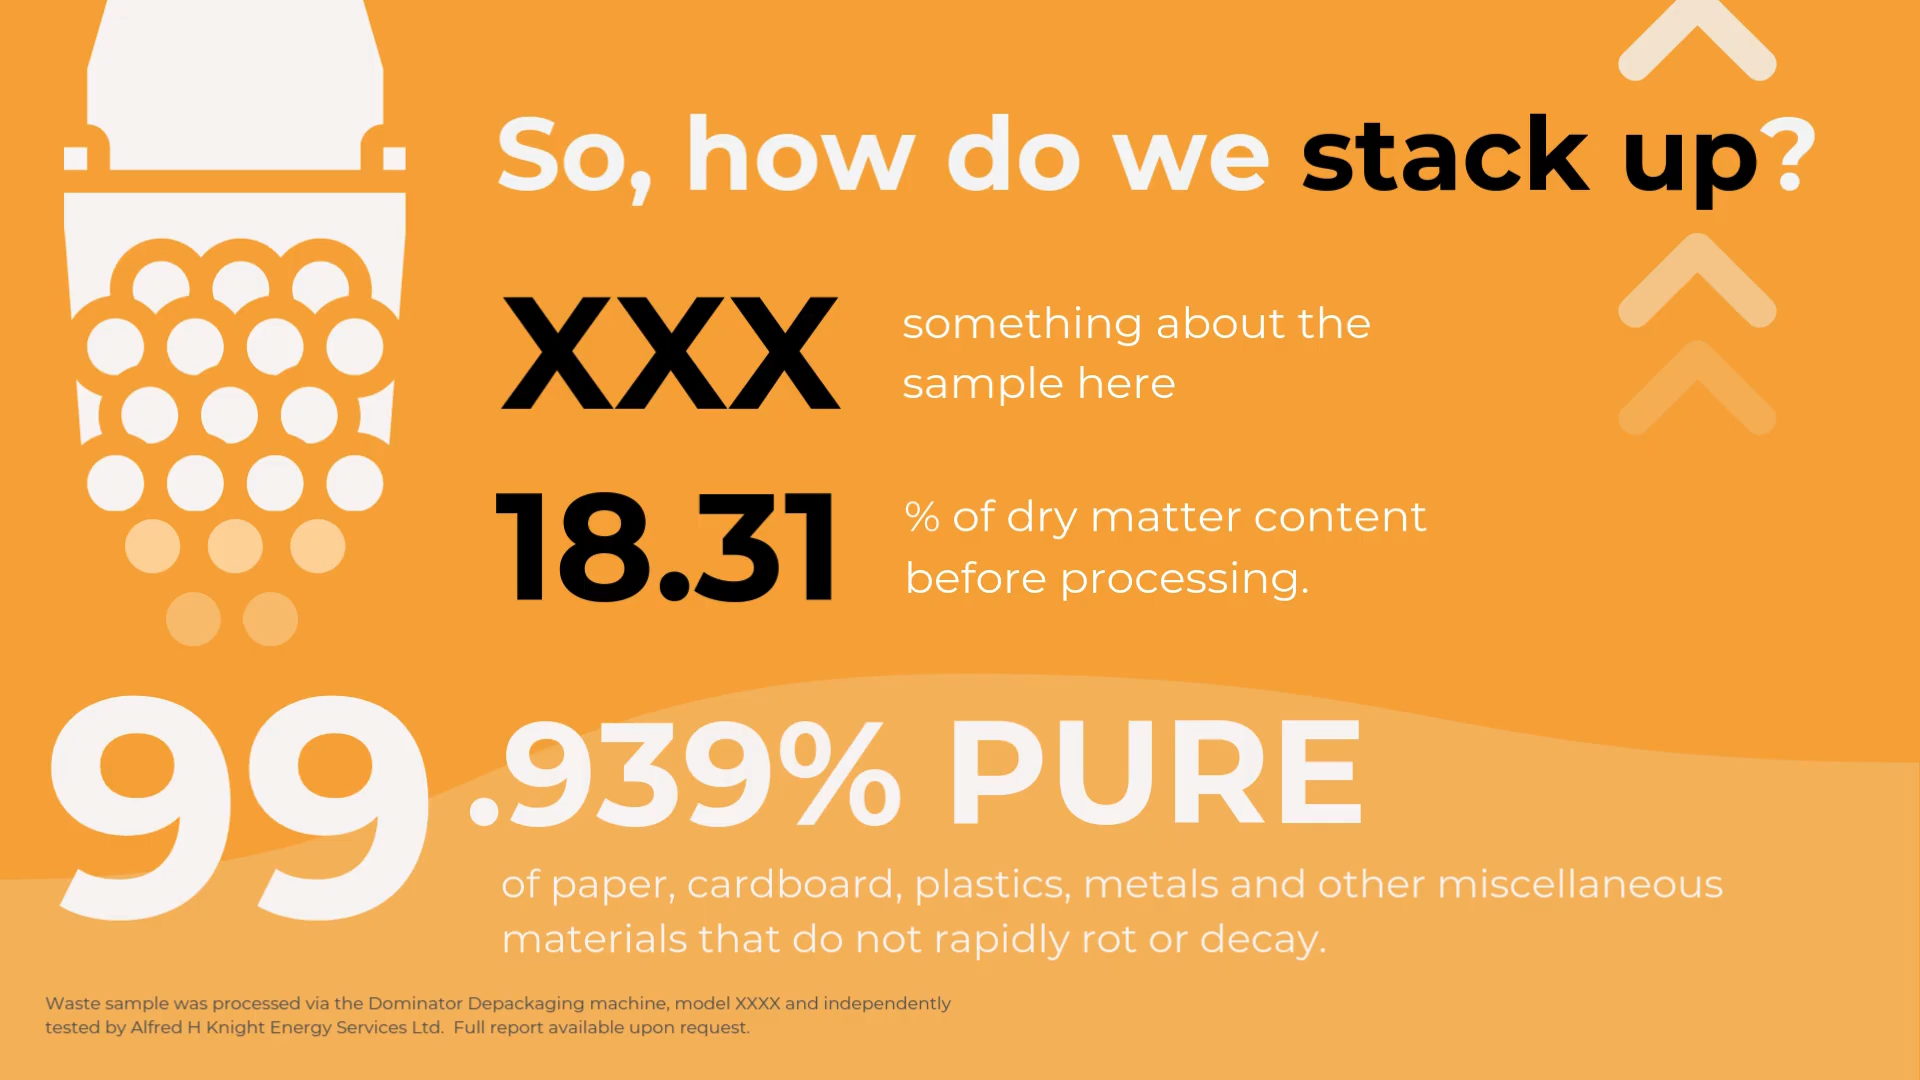 So, how do we stack up?
XXX
something about the
sample here
18.31
% of dry matter content
before processing.
99.939% PURE
of paper, cardboard, plastics, metals and other miscellaneous
materials that do not rapidly rot or decay.
Waste sample was processed via the Dominator Depackaging machine, model XXXX and independently
tested by Alfred H Knight Energy Services Ltd.  Full report available upon request.